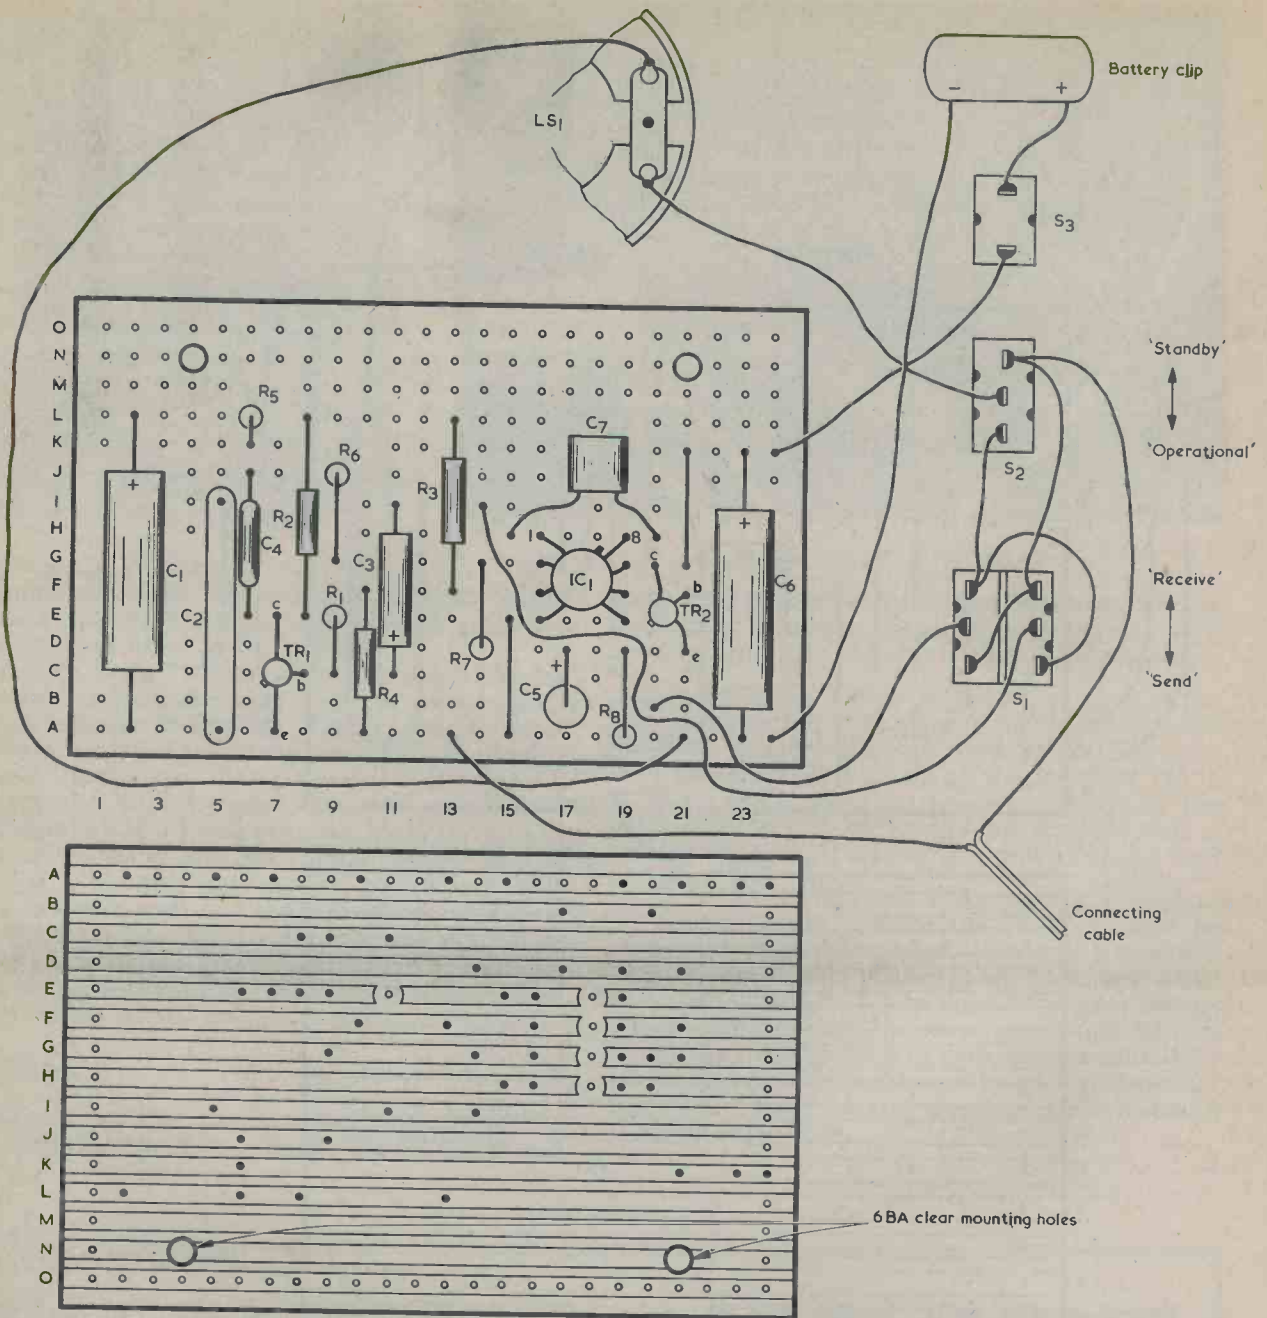 Battery clip
- +
LS1
S3
'Standby'
'Operational'
S2
'Receive'
'Send'
S1
O
N
M
L
K
J
I
H
G
F
E
D
C
B
A
R5
R6
C7
R3
R2
C4
+
C1
C3
C2
1 8
IC1
c
b
TR2
e
+
C6
R1
c
TR1
b
e
+
R4
R7
+
C5
R8
1 3 5 7 9 11 13 15 17 19 21 23
Connecting
cable
A
B
C
D
E
F
G
H
I
J
K
L
M
N
O
6BA clear mounting holes